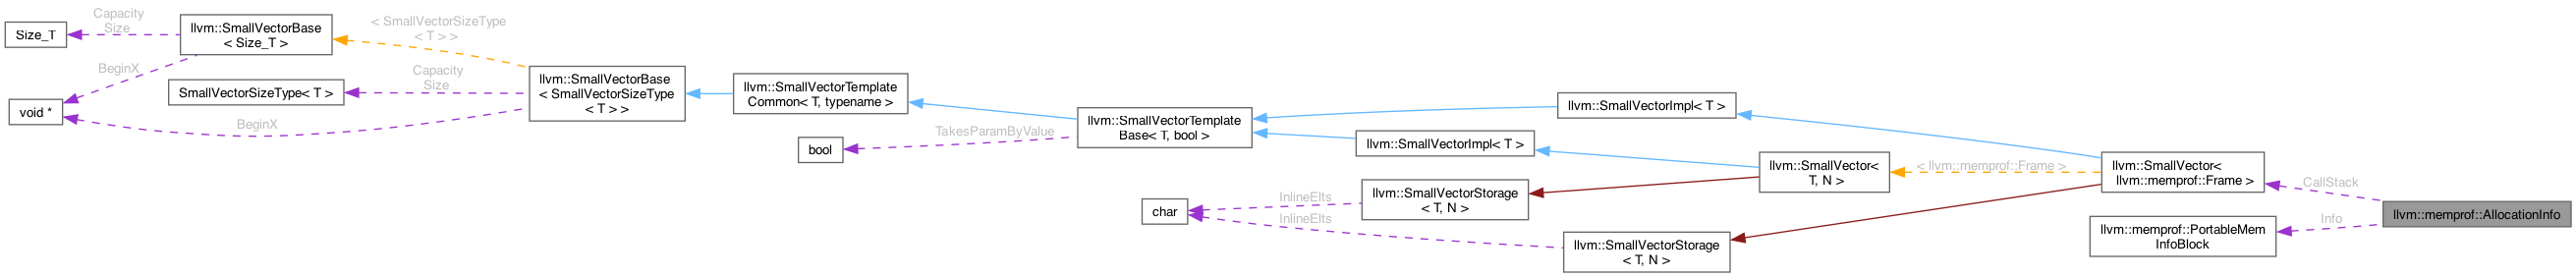 Size_T
Capacity
Size
llvm::SmallVectorBase
< Size_T >
< SmallVectorSizeType
< T > >
BeginX
void *
SmallVectorSizeType< T >
Capacity
Size
BeginX
llvm::SmallVectorBase
< SmallVectorSizeType
< T > >
llvm::SmallVectorTemplate
Common< T, typename >
bool
TakesParamByValue
llvm::SmallVectorTemplate
Base< T, bool >
llvm::SmallVectorImpl< T >
llvm::SmallVectorImpl< T >
char
InlineElts
InlineElts
llvm::SmallVectorStorage
< T, N >
llvm::SmallVectorStorage
< T, N >
llvm::SmallVector<
T, N >
< llvm::memprof::Frame >
llvm::SmallVector<
llvm::memprof::Frame >
llvm::memprof::PortableMem
InfoBlock
CallStack
Info
llvm::memprof::AllocationInfo